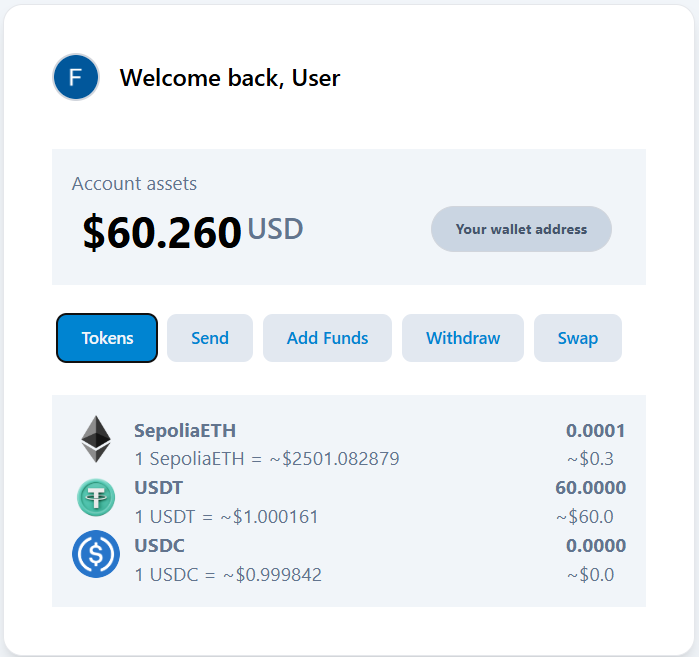 F
Welcome back, User
Account assets
$60.260 USD
Your wallet address
Tokens Send Add Funds Withdraw Swap
SepoliaETH 0.0001
1 SepoliaETH = ~$2501.082879 ~$0.3
USDT 60.0000
1 USDT = ~$1.000161 ~$60.0
USDC 0.0000
1 USDC = ~$0.999842 ~$0.0